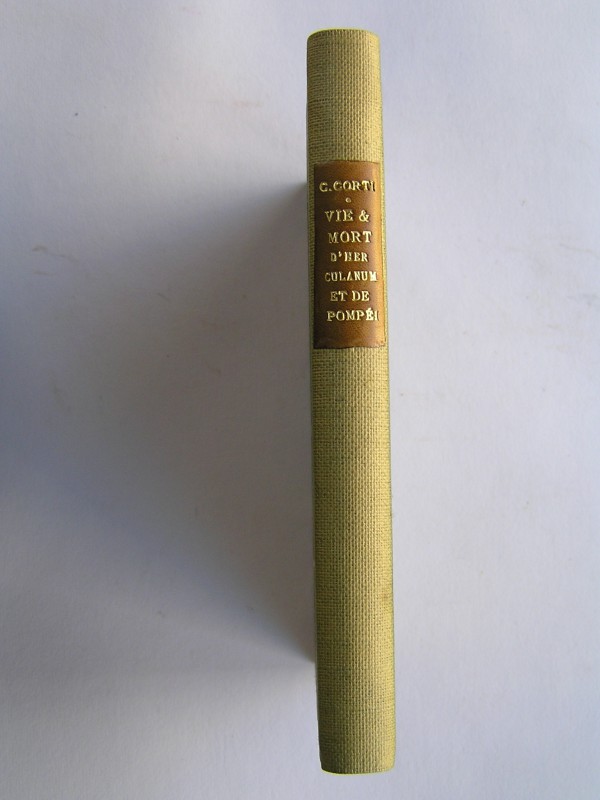 C.CORTI
VIE &
MORT
D'HER
CULANUM
ET DE
POMPÉI